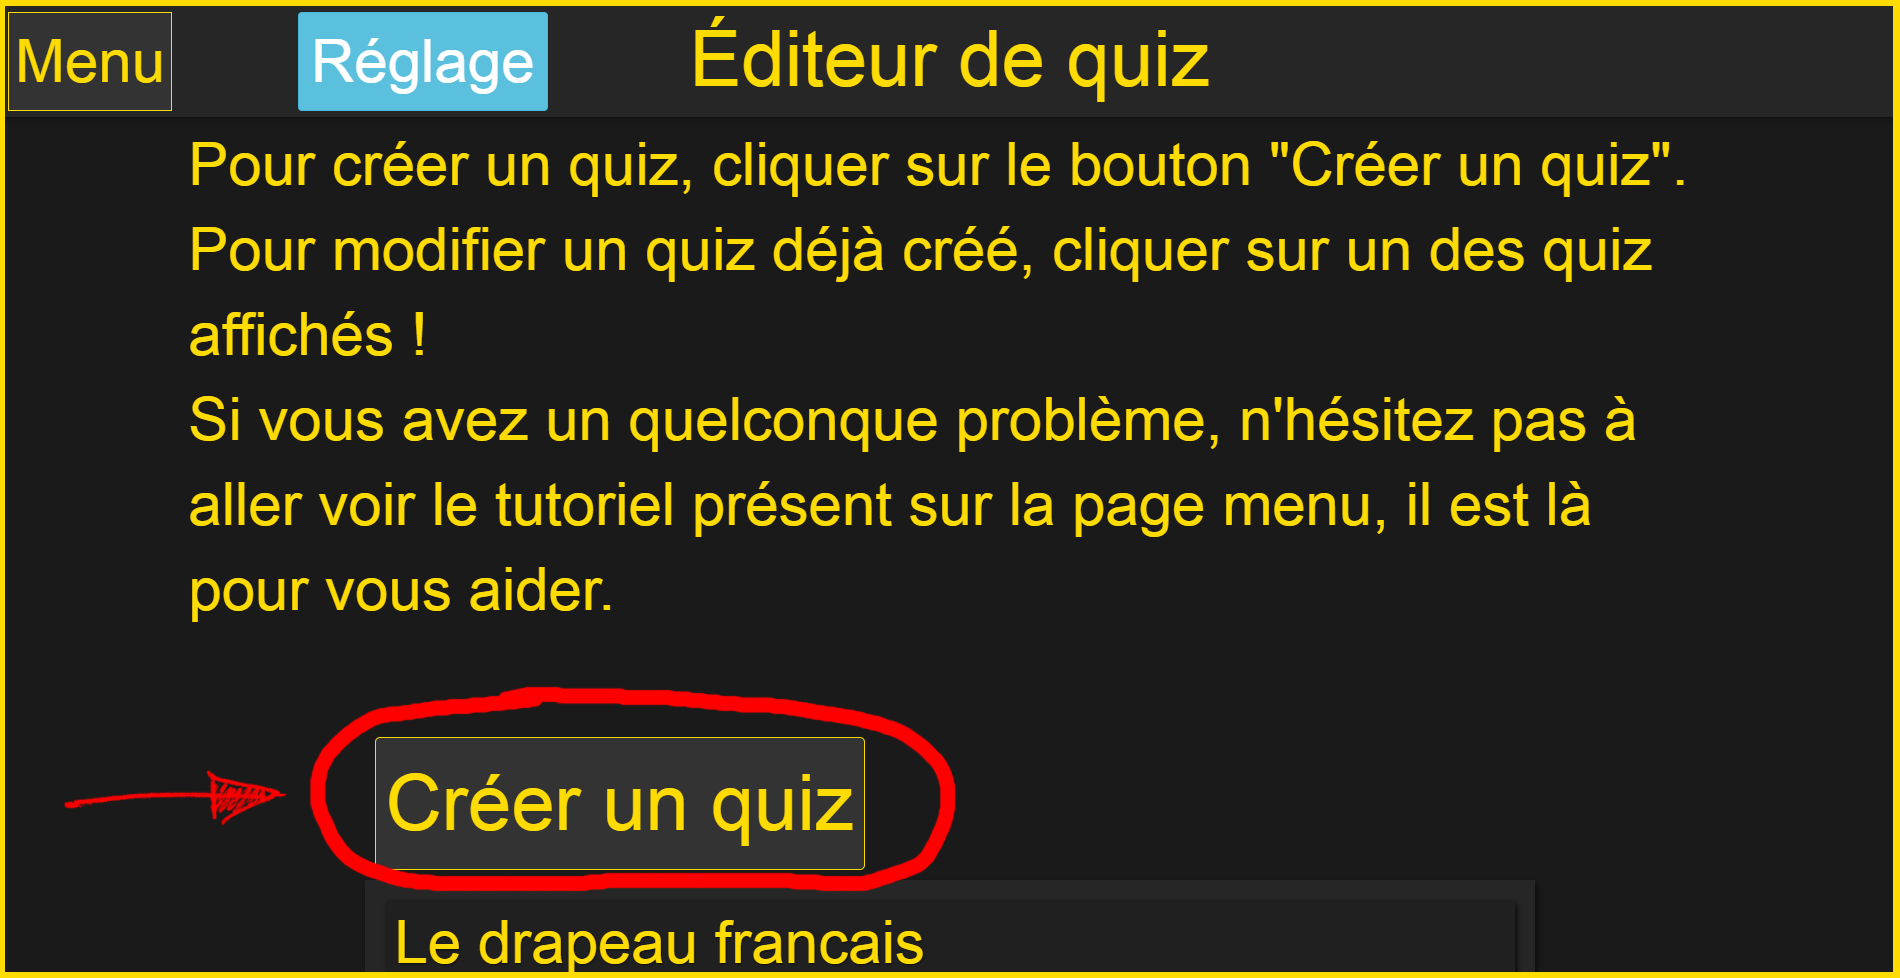 Menu
Réglage
Éditeur de quiz
Pour créer un quiz, cliquer sur le bouton "Créer un quiz".
Pour modifier un quiz déjà créé, cliquer sur un des quiz
affichés !
Si vous avez un quelconque problème, n'hésitez pas à
aller voir le tutoriel présent sur la page menu, il est là
pour vous aider.
Créer un quiz
Le drapeau francais